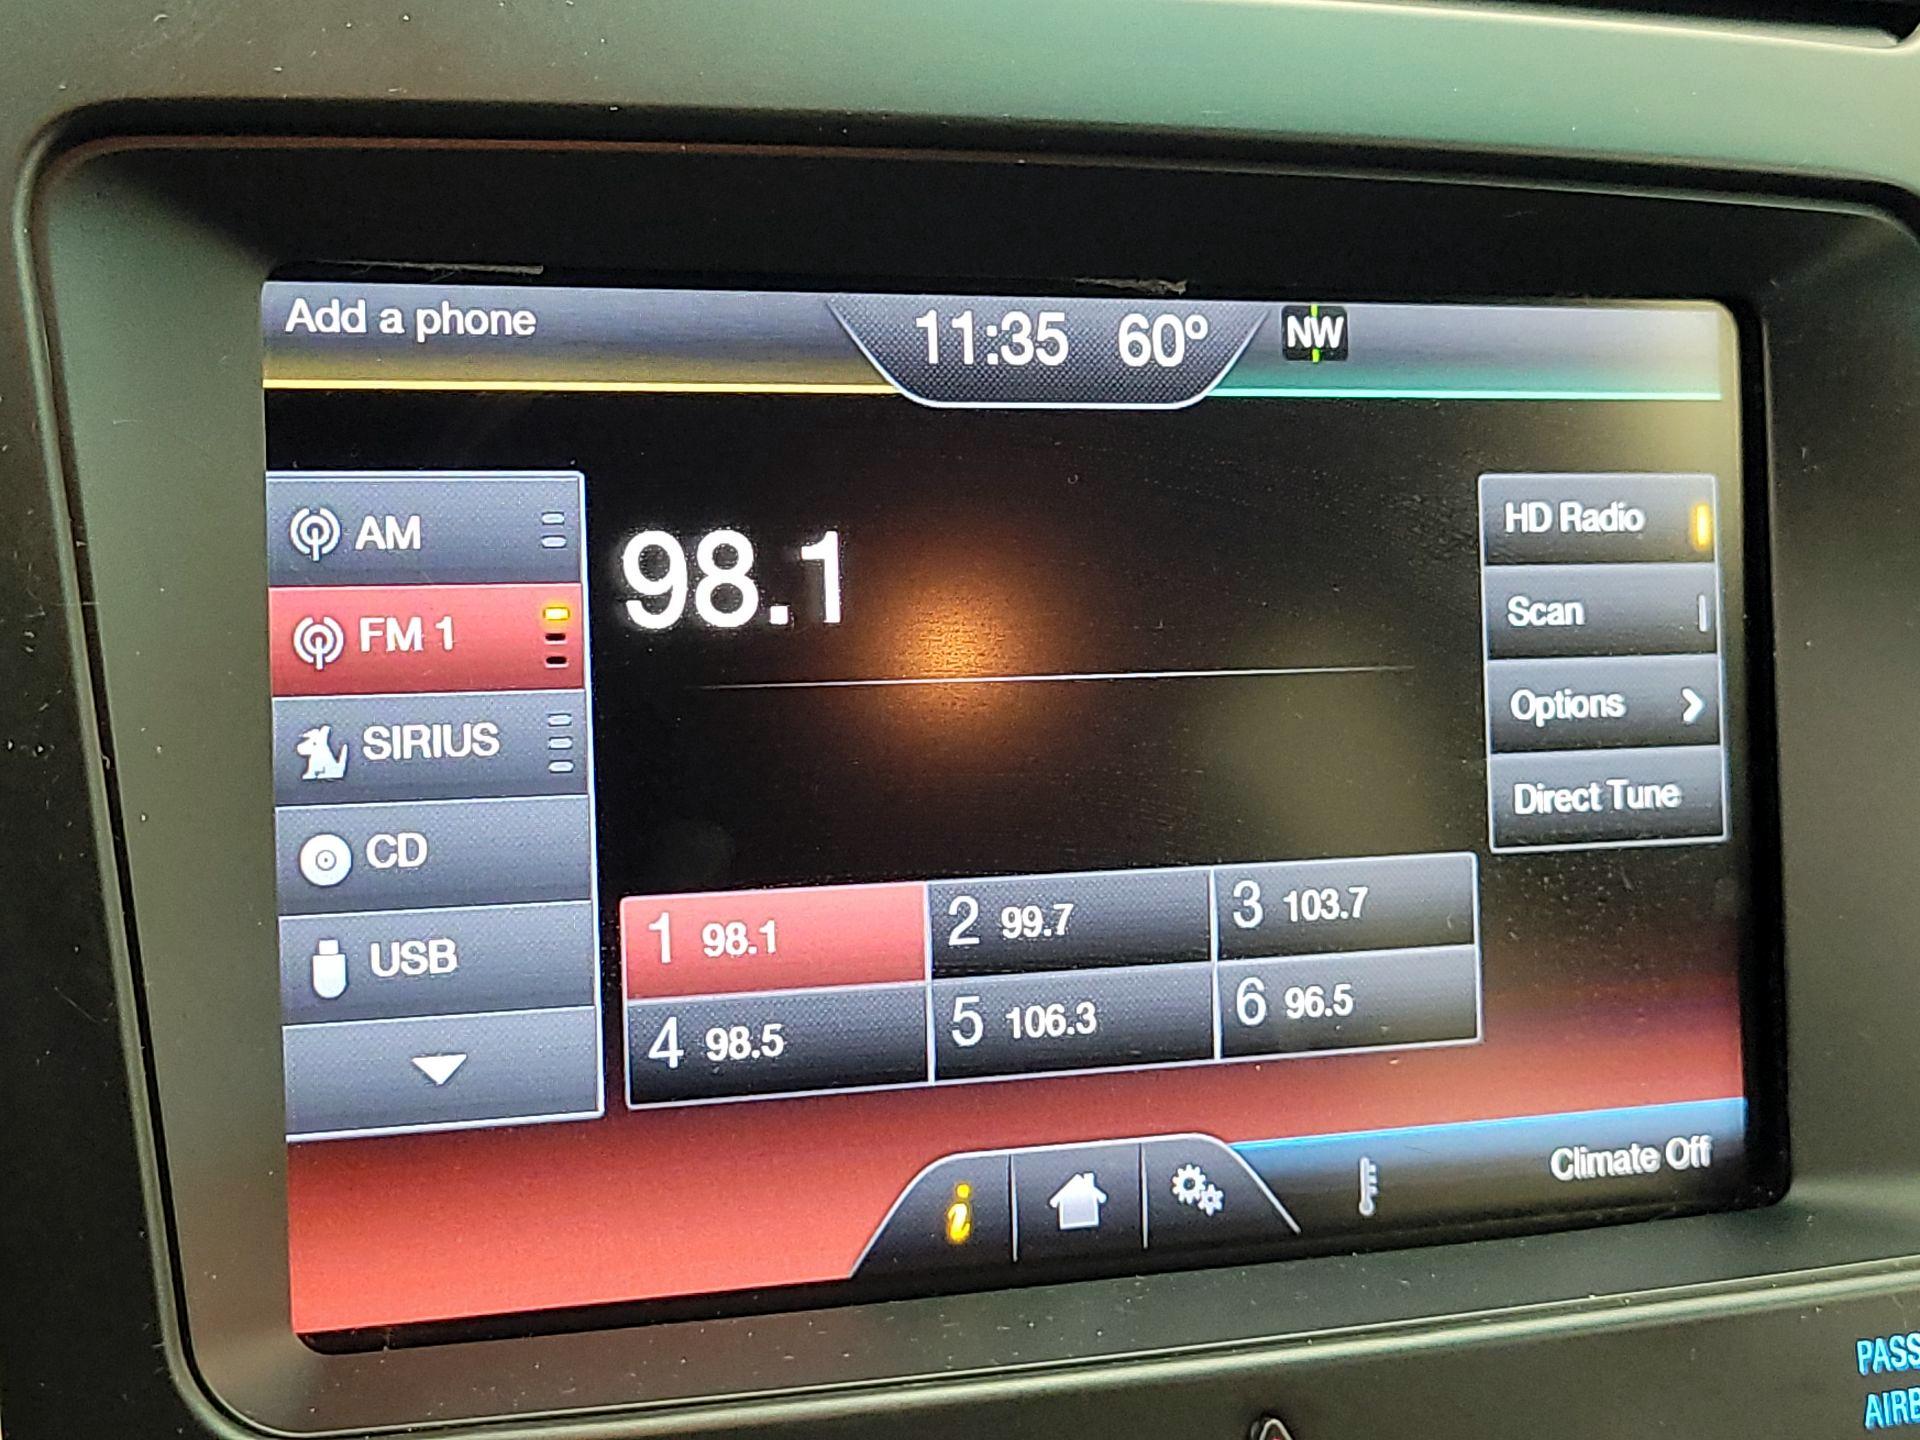 Add a phone
11:35 60º NW
AM
FM 1
SIRIUS
CD
USB
98.1
HD Radio
Scan
Options
Direct Tune
1 98.1
2 99.7
3 103.7
4 98.5
5 106.3
6 96.5
i
Climate Off
PASS
AIRB